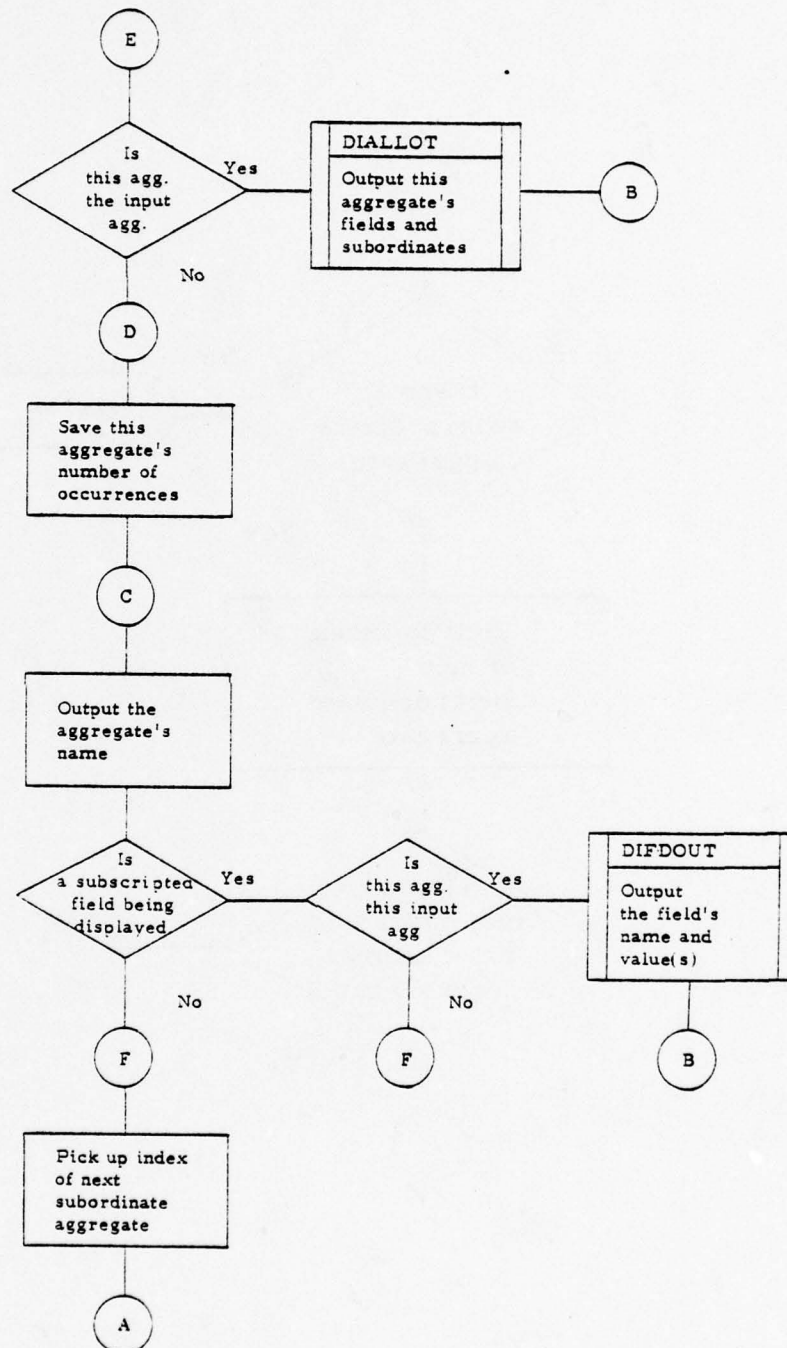 E
Is
this agg.
the input
agg.
Yes
DIALLOT
Output this
aggregate's
fields and
subordinates
B
No
D
Save this
aggregate's
number of
occurrences
C
Output the
aggregate's
name
Is
a subscripted
field being
displayed
Yes
Is
this agg.
this input
agg
Yes
DIFDOUT
Output
the field's
name and
value(s)
No
No
F
F
B
Pick up index
of next
subordinate
aggregate
A